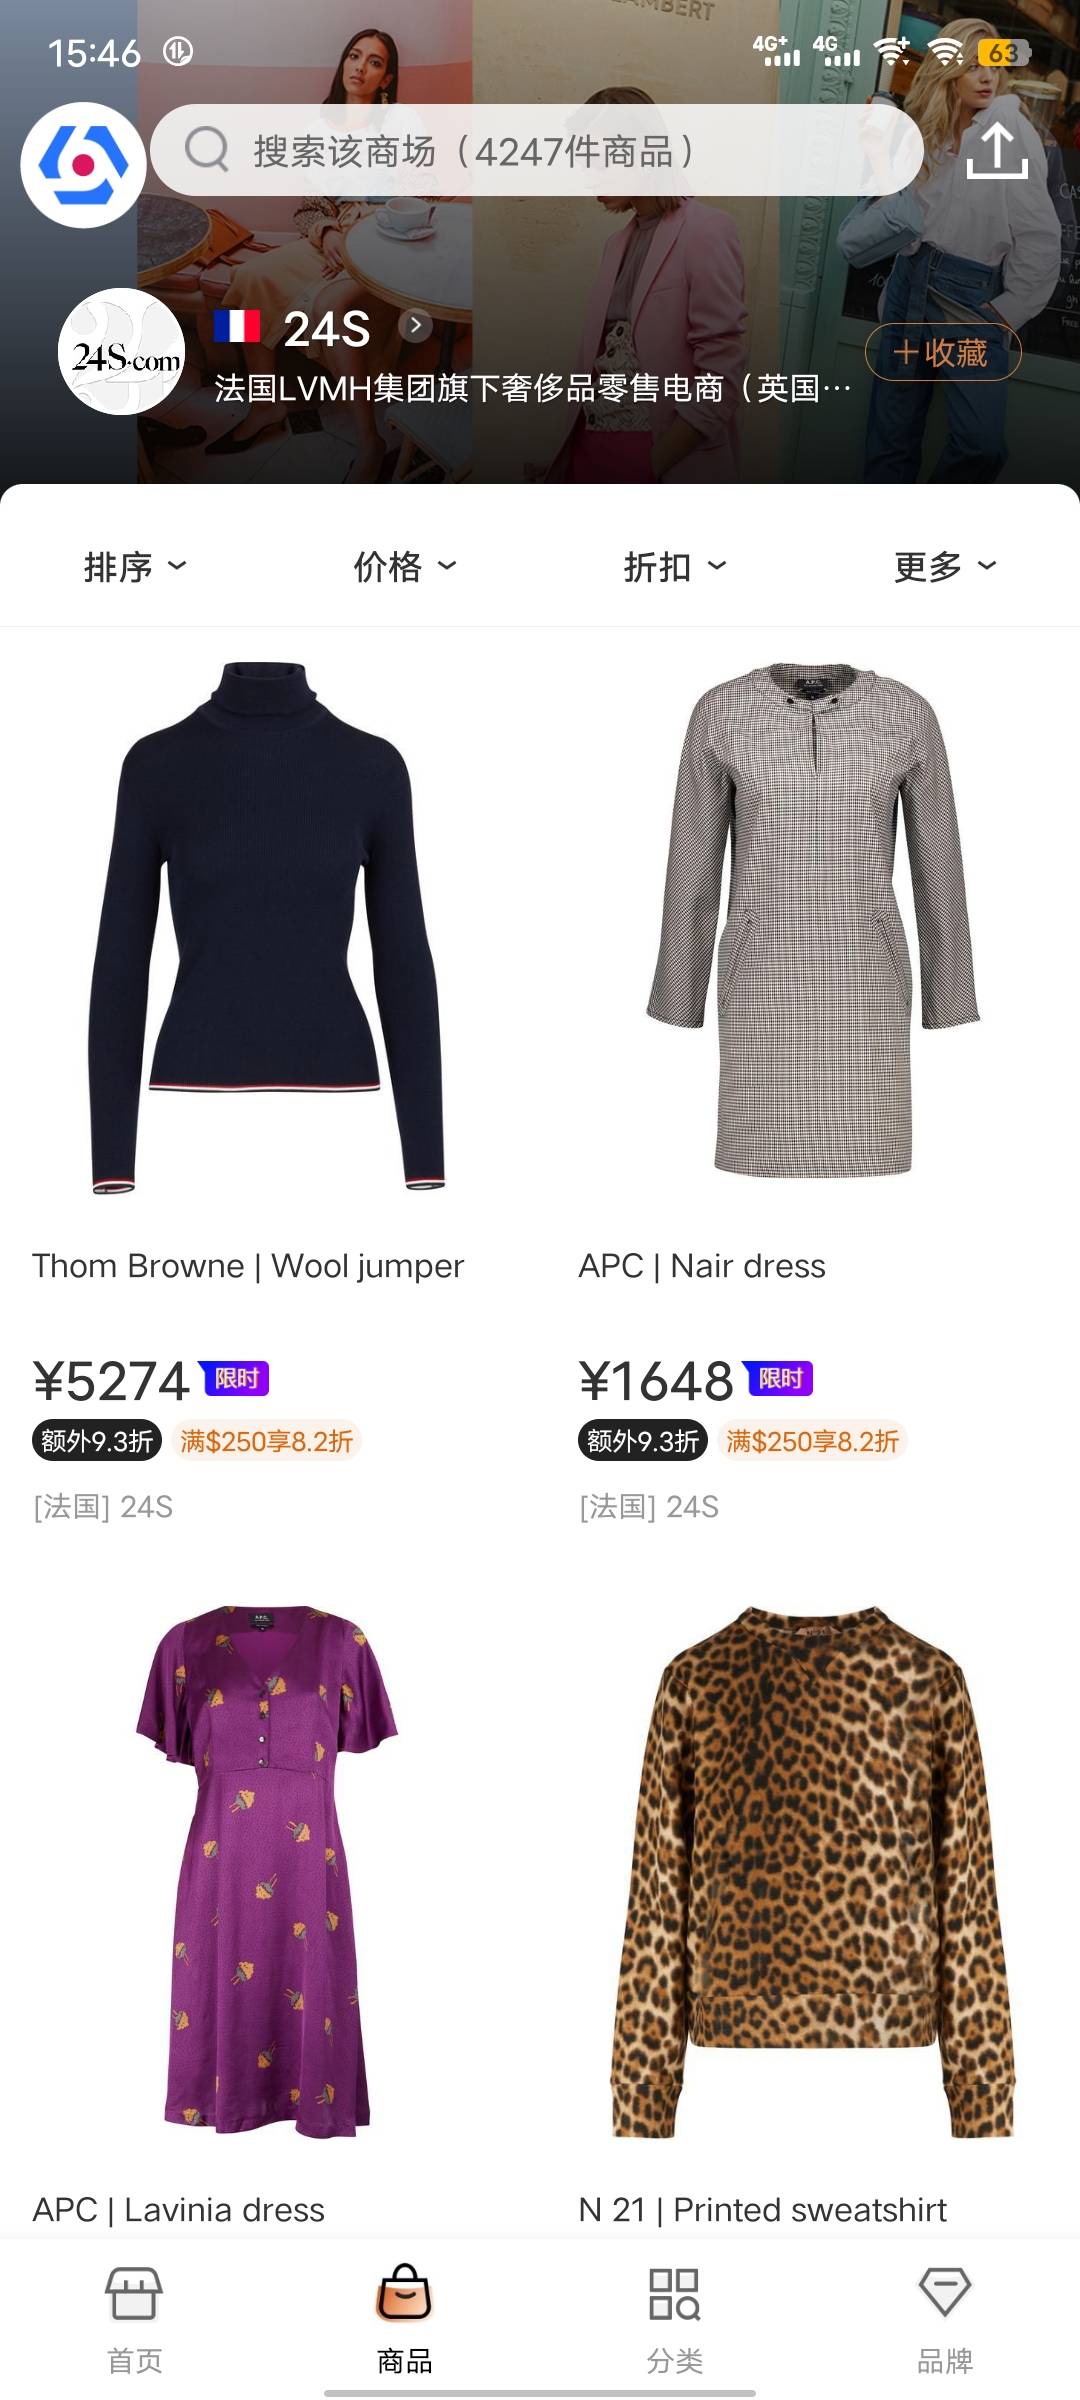 15:46
4G+ 4G 63
LAMBERT
搜索该商场（4247件商品）
24S.com
24S
法国LVMH集团旗下奢侈品零售电商（英国…
＋收藏
排序
价格
折扣
更多
A.P.C.
Thom Browne | Wool jumper
APC | Nair dress
¥5274 限时
¥1648 限时
额外9.3折 满$250享8.2折
额外9.3折 满$250享8.2折
[法国] 24S
[法国] 24S
A.P.C.
APC | Lavinia dress
N 21 | Printed sweatshirt
首页
商品
分类
品牌